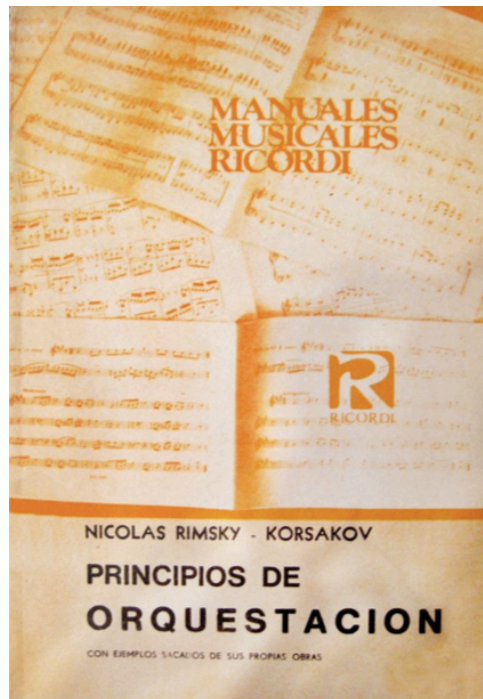 MANUALES
MUSICALES
RICORDI
R
RICORDI
NICOLAS RIMSKY - KORSAKOV
PRINCIPIOS DE
ORQUESTACION
CON EJEMPLOS SACADOS DE SUS PROPIAS OBRAS